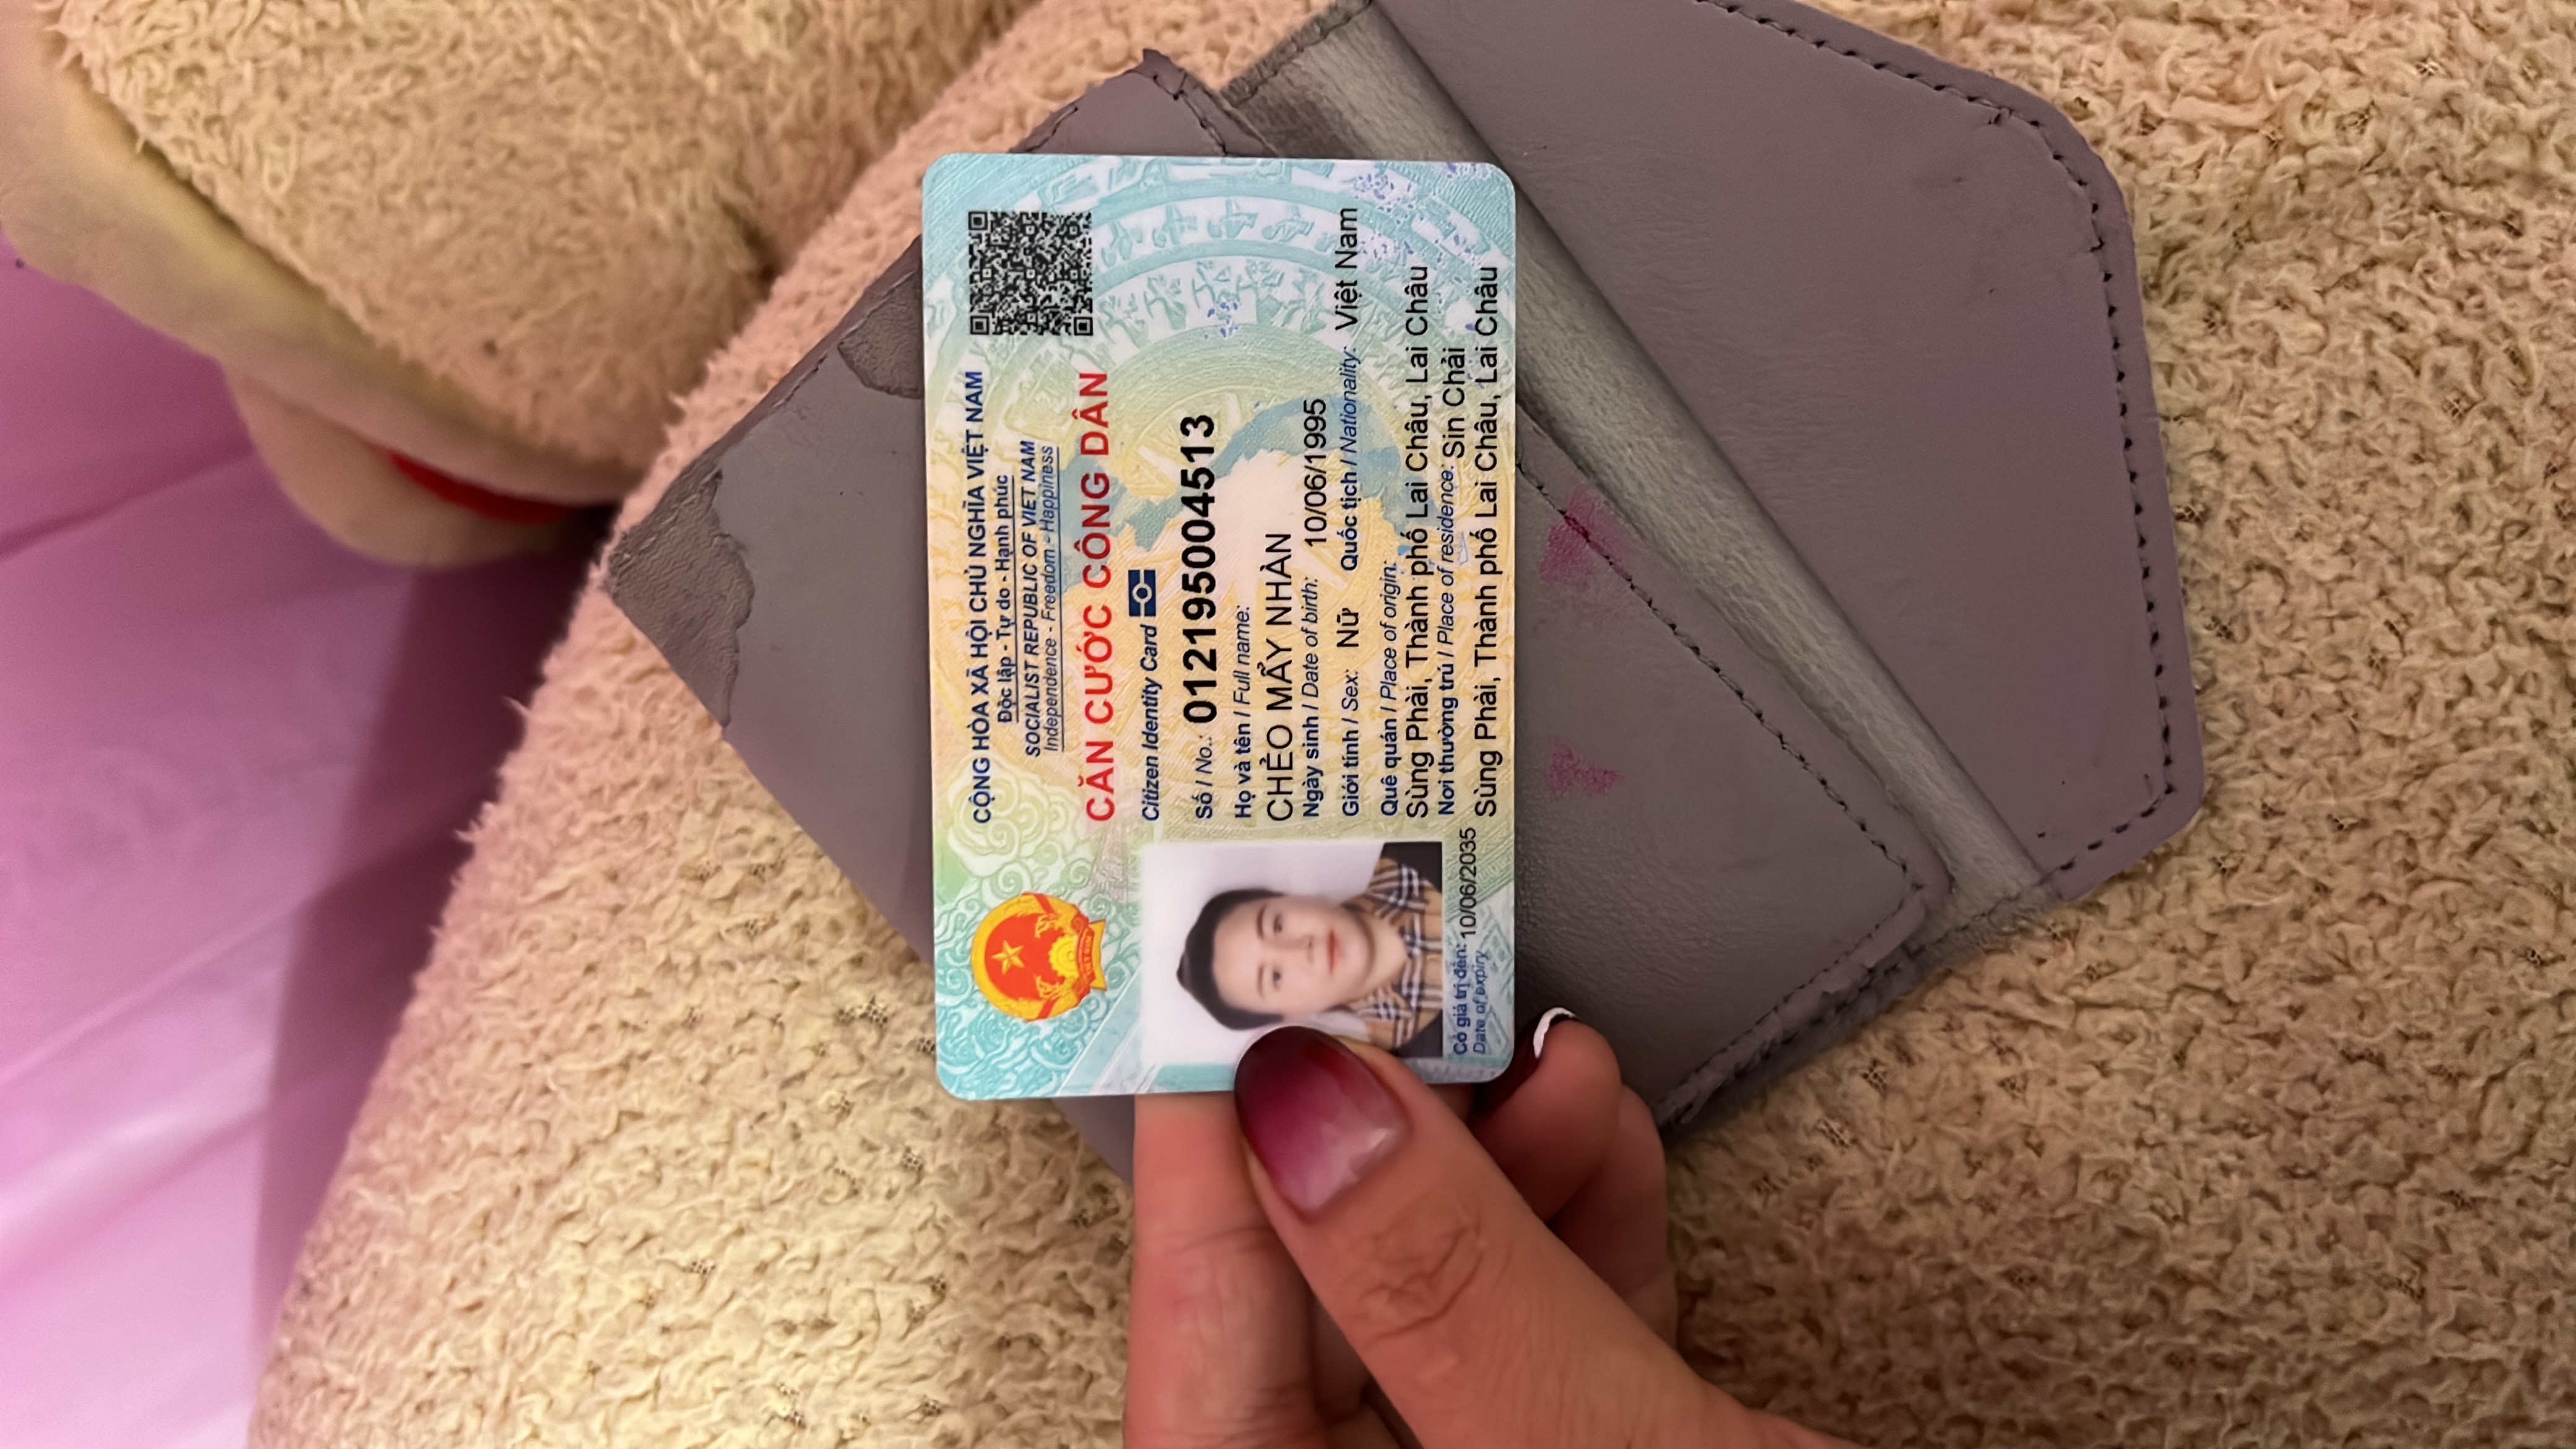 CỘNG HÒA XÃ HỘI CHỦ NGHĨA VIỆT NAM
Độc lập - Tự do - Hạnh phúc
SOCIALIST REPUBLIC OF VIET NAM
Independence - Freedom - Happiness
CĂN CƯỚC CÔNG DÂN
Citizen Identity Card
Số / No.: 012195004513
Họ và tên / Full name:
CHẺO MẨY NHÀN
Ngày sinh / Date of birth: 10/06/1995
Giới tính / Sex: Nữ Quốc tịch / Nationality: Việt Nam
Quê quán / Place of origin:
Sùng Phài, Thành phố Lai Châu, Lai Châu
Nơi thường trú / Place of residence: Sin Chải
Sùng Phài, Thành phố Lai Châu, Lai Châu
Có giá trị đến: 10/06/2035
Date of expiry
VIỆT NAM